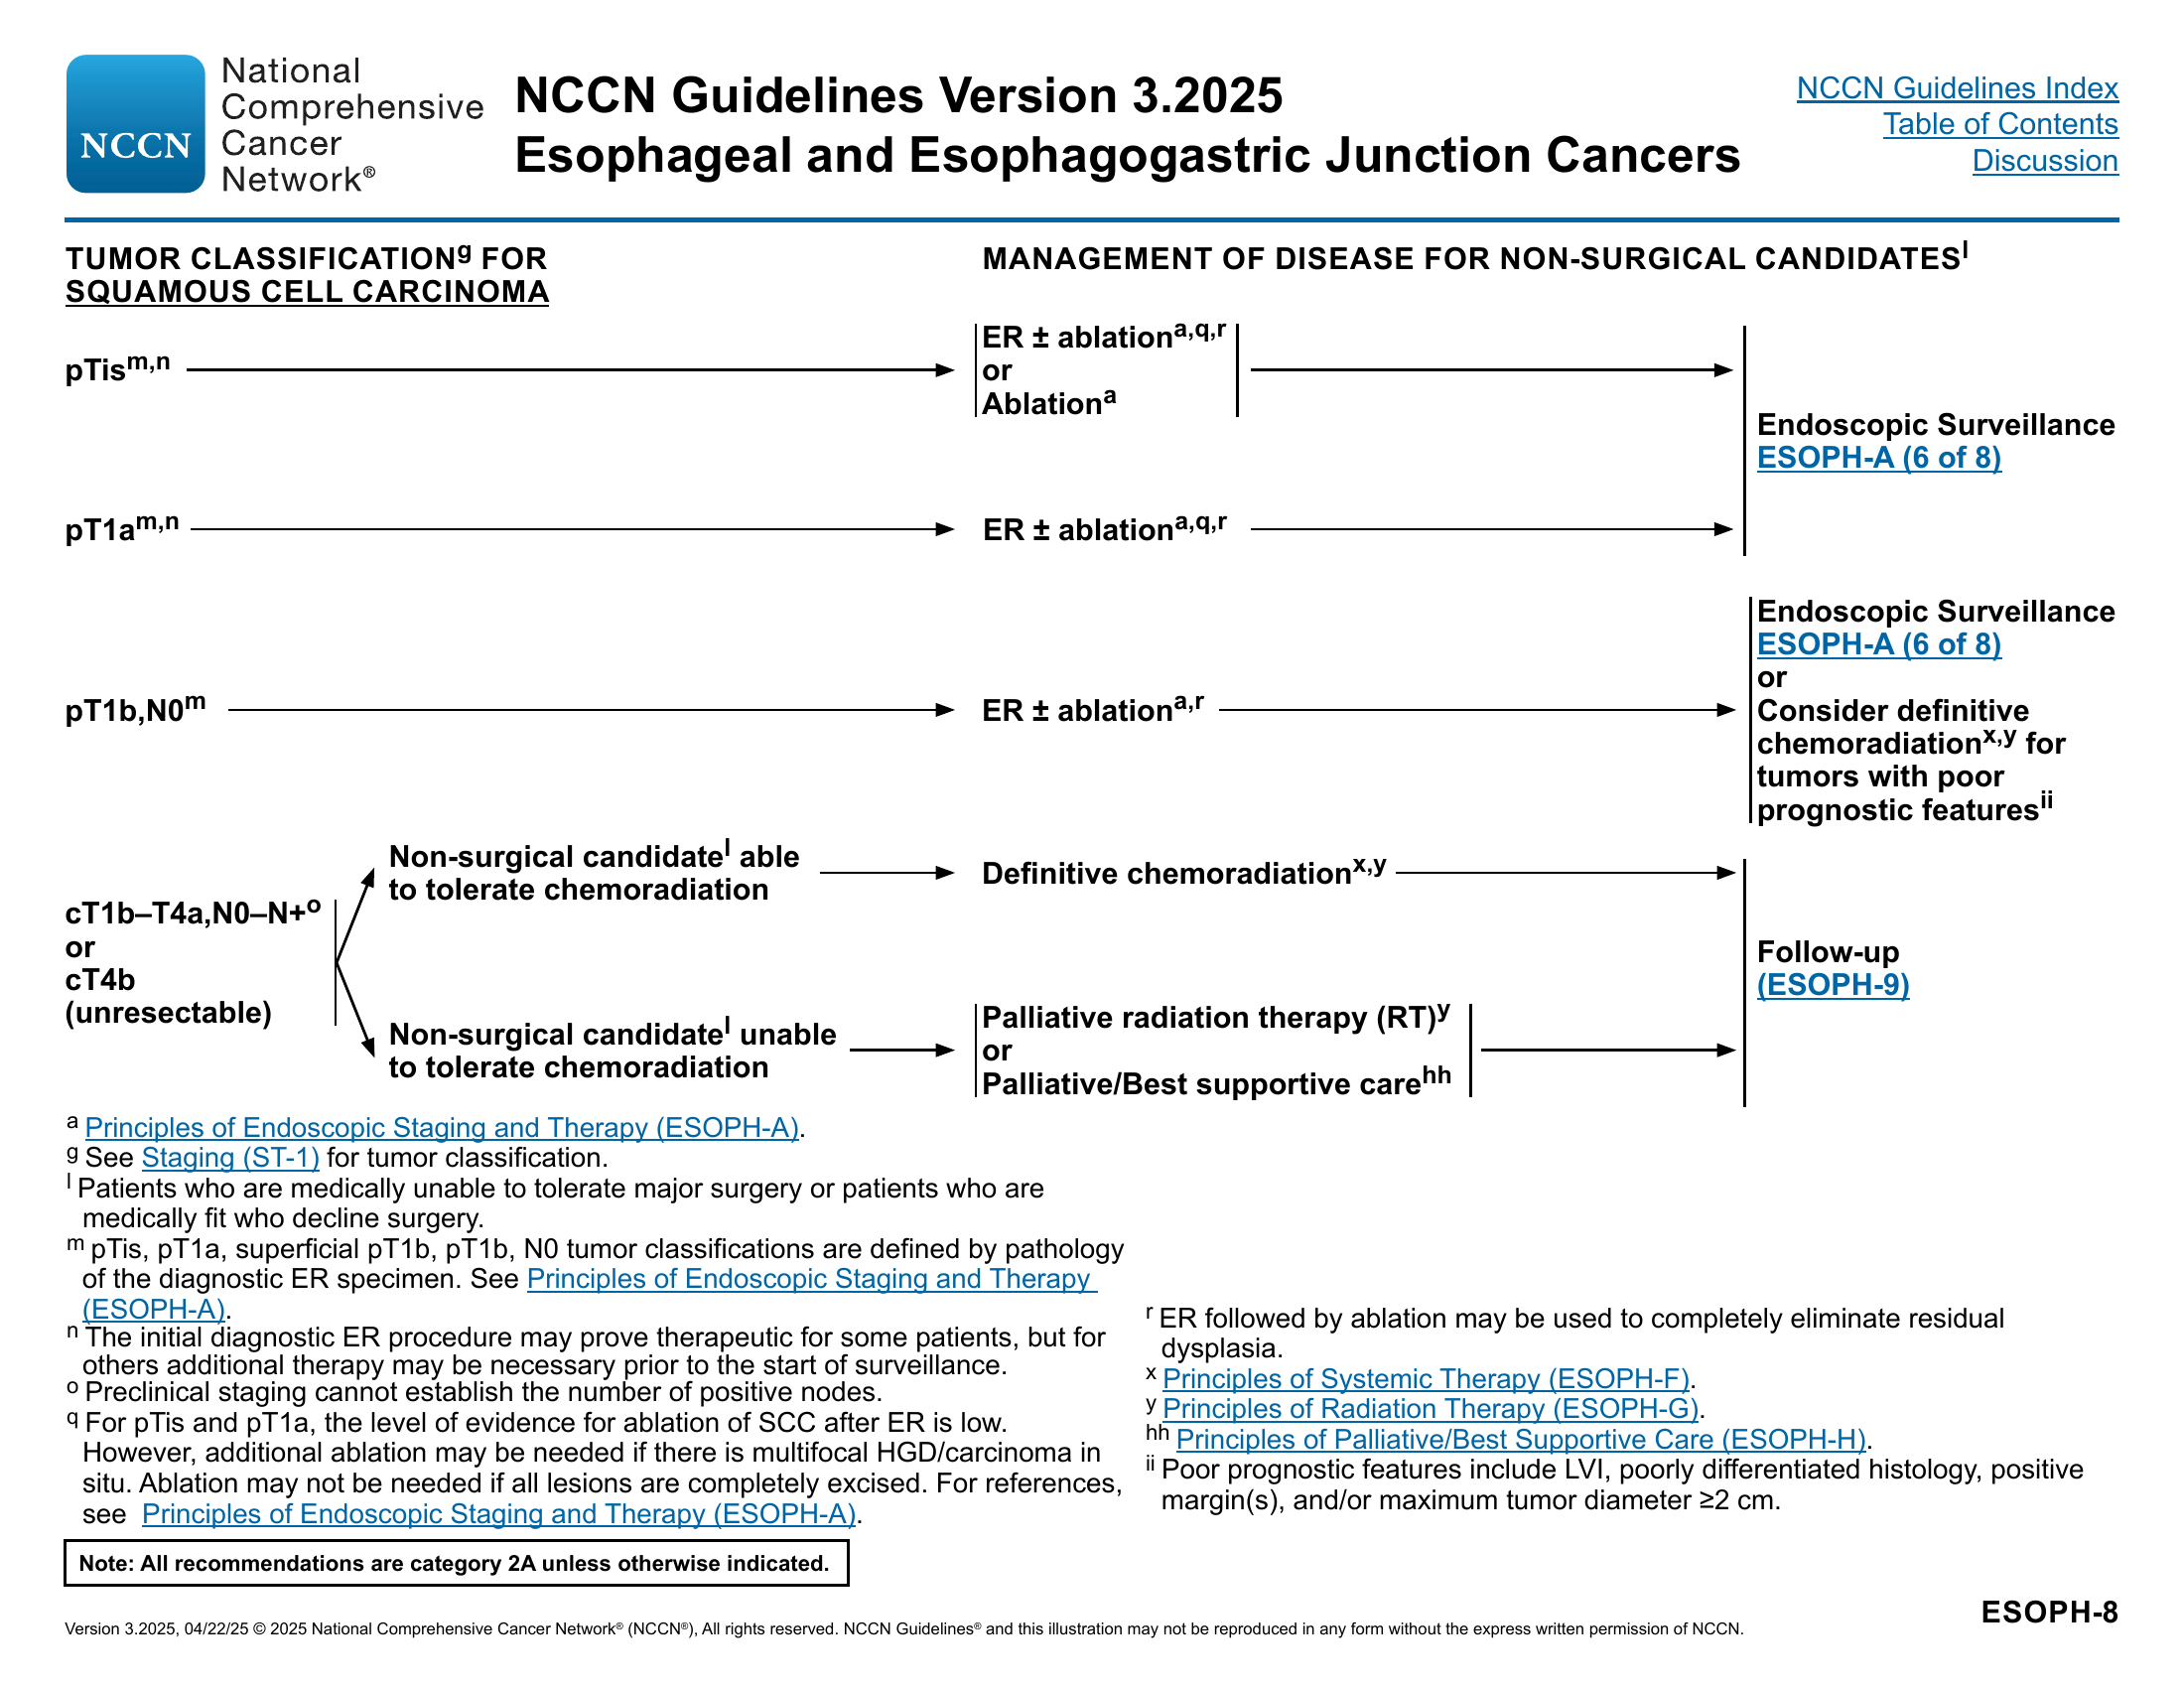 National
Comprehensive
NCCN Cancer
Network®
NCCN Guidelines Version 3.2025
Esophageal and Esophagogastric Junction Cancers
NCCN Guidelines Index
Table of Contents
Discussion
TUMOR CLASSIFICATIONg FOR
SQUAMOUS CELL CARCINOMA
MANAGEMENT OF DISEASE FOR NON-SURGICAL CANDIDATESl
pTism,n
ER ± ablationa,q,r
or
Ablationa
Endoscopic Surveillance
ESOPH-A (6 of 8)
pT1am,n
ER ± ablationa,q,r
pT1b,N0m
ER ± ablationa,r
Endoscopic Surveillance
ESOPH-A (6 of 8)
or
Consider definitive
chemoradiationx,y for
tumors with poor
prognostic featuresii
cT1b–T4a,N0–N+o
or
cT4b
(unresectable)
Non-surgical candidatel able
to tolerate chemoradiation
Definitive chemoradiationx,y
Non-surgical candidatel unable
to tolerate chemoradiation
Palliative radiation therapy (RT)y
or
Palliative/Best supportive carehh
Follow-up
(ESOPH-9)
a Principles of Endoscopic Staging and Therapy (ESOPH-A).
g See Staging (ST-1) for tumor classification.
l Patients who are medically unable to tolerate major surgery or patients who are
medically fit who decline surgery.
m pTis, pT1a, superficial pT1b, pT1b, N0 tumor classifications are defined by pathology
of the diagnostic ER specimen. See Principles of Endoscopic Staging and Therapy
(ESOPH-A).
n The initial diagnostic ER procedure may prove therapeutic for some patients, but for
others additional therapy may be necessary prior to the start of surveillance.
o Preclinical staging cannot establish the number of positive nodes.
q For pTis and pT1a, the level of evidence for ablation of SCC after ER is low.
However, additional ablation may be needed if there is multifocal HGD/carcinoma in
situ. Ablation may not be needed if all lesions are completely excised. For references,
see Principles of Endoscopic Staging and Therapy (ESOPH-A).
r ER followed by ablation may be used to completely eliminate residual
dysplasia.
x Principles of Systemic Therapy (ESOPH-F).
y Principles of Radiation Therapy (ESOPH-G).
hh Principles of Palliative/Best Supportive Care (ESOPH-H).
ii Poor prognostic features include LVI, poorly differentiated histology, positive
margin(s), and/or maximum tumor diameter ≥2 cm.
Note: All recommendations are category 2A unless otherwise indicated.
ESOPH-8
Version 3.2025, 04/22/25 © 2025 National Comprehensive Cancer Network® (NCCN®), All rights reserved. NCCN Guidelines® and this illustration may not be reproduced in any form without the express written permission of NCCN.